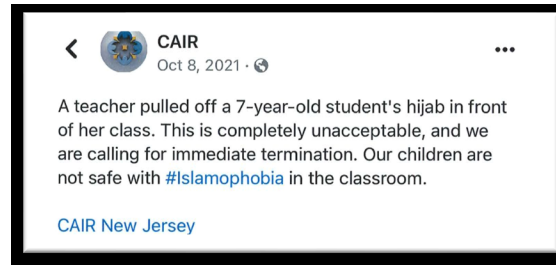 CAIR
Oct 8, 2021 ·
A teacher pulled off a 7-year-old student's hijab in front
of her class. This is completely unacceptable, and we
are calling for immediate termination. Our children are
not safe with #Islamophobia in the classroom.
CAIR New Jersey